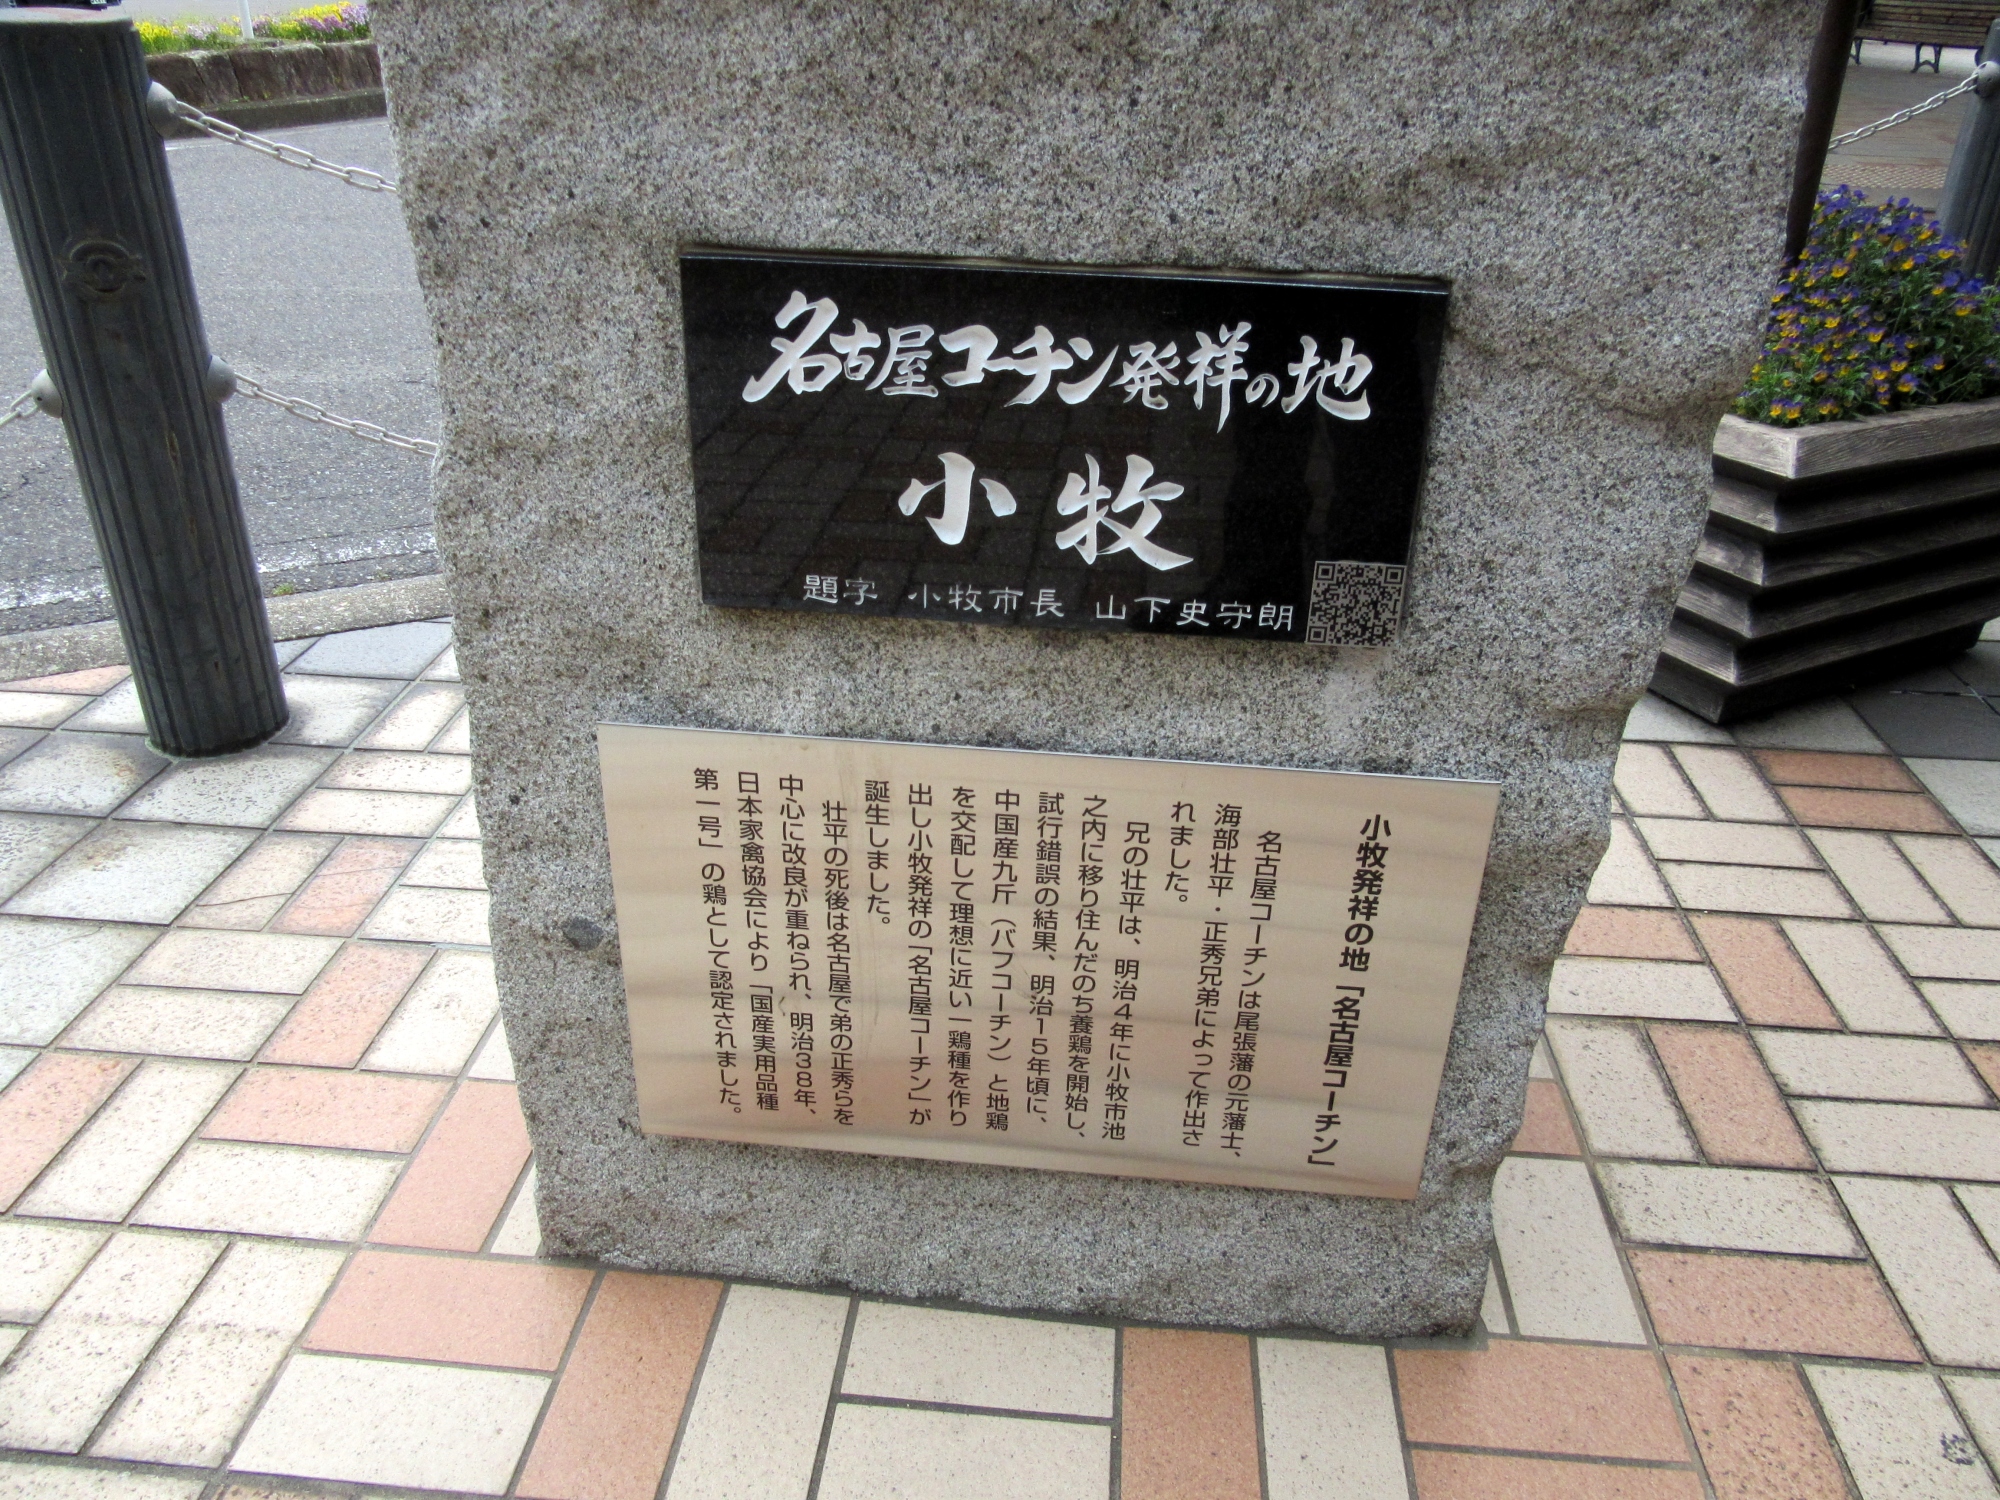 名古屋コーチン発祥の地
小牧
題字 小牧市長 山下史守朗
小牧発祥の地「名古屋コーチン」
名古屋コーチンは尾張藩の元藩士、
海部壮平・正秀兄弟によって作出さ
れました。
兄の壮平は、明治4年に小牧市池
之内に移り住んだのち養鶏を開始し、
試行錯誤の結果、明治15年頃に、
中国産九斤（バフコーチン）と地鶏
を交配して理想に近い一鶏種を作り
出し小牧発祥の「名古屋コーチン」が
誕生しました。
壮平の死後は名古屋で弟の正秀らを
中心に改良が重ねられ、明治38年、
日本家禽協会により「国産実用品種
第一号」の鶏として認定されました。